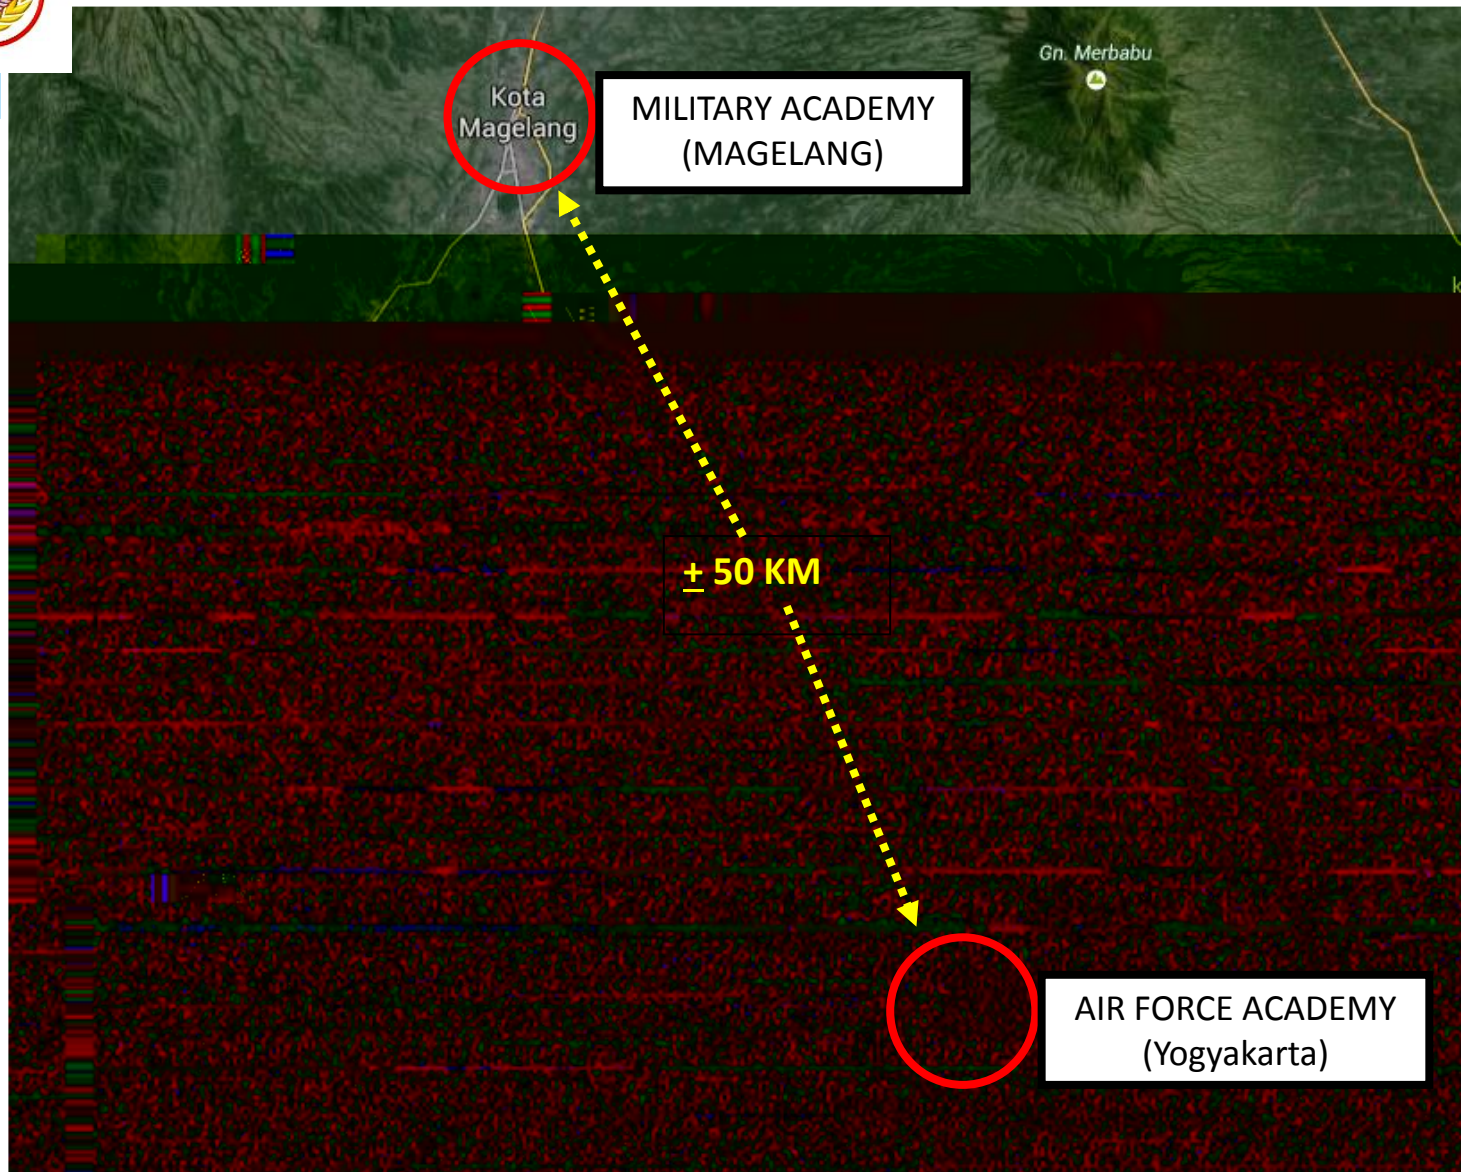 Gn. Merbabu
Kota
Magelang
MILITARY ACADEMY
(MAGELANG)
k
+ 50 KM
AIR FORCE ACADEMY
(Yogyakarta)